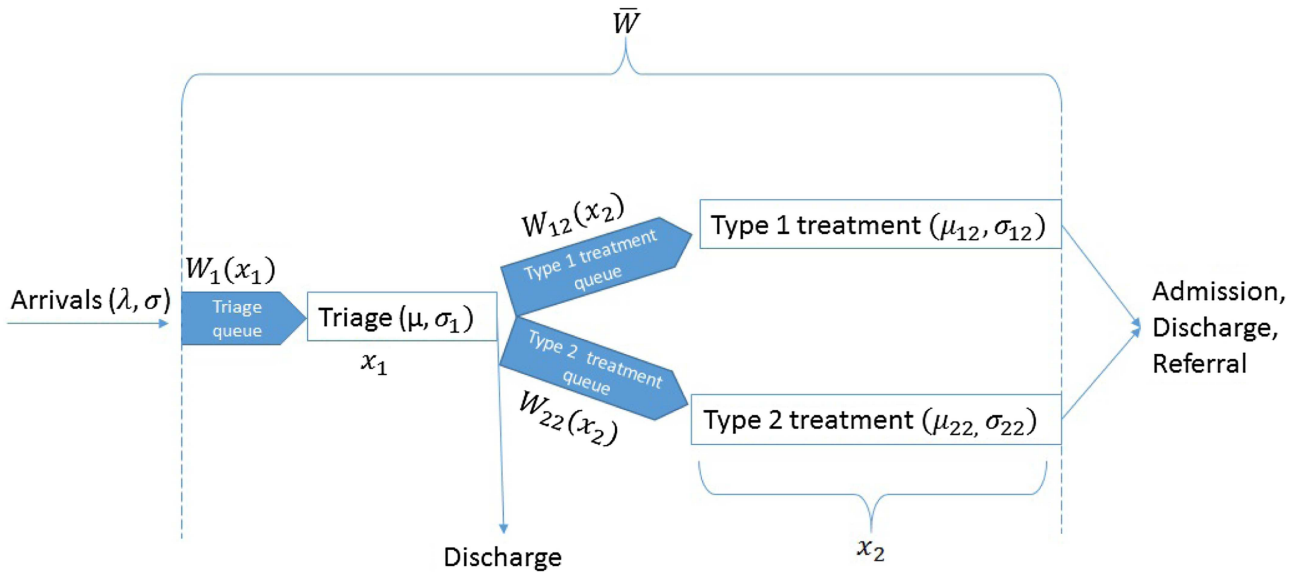 W̅
W₁₂(x₂)
Type 1 treatment
queue
Type 1 treatment (μ₁₂, σ₁₂)
Arrivals (λ, σ)
W₁(x₁)
Triage
queue
Triage (μ, σ₁)
x₁
Type 2 treatment
queue
W₂₂(x₂)
Type 2 treatment (μ₂₂, σ₂₂)
x₂
Admission,
Discharge,
Referral
Discharge